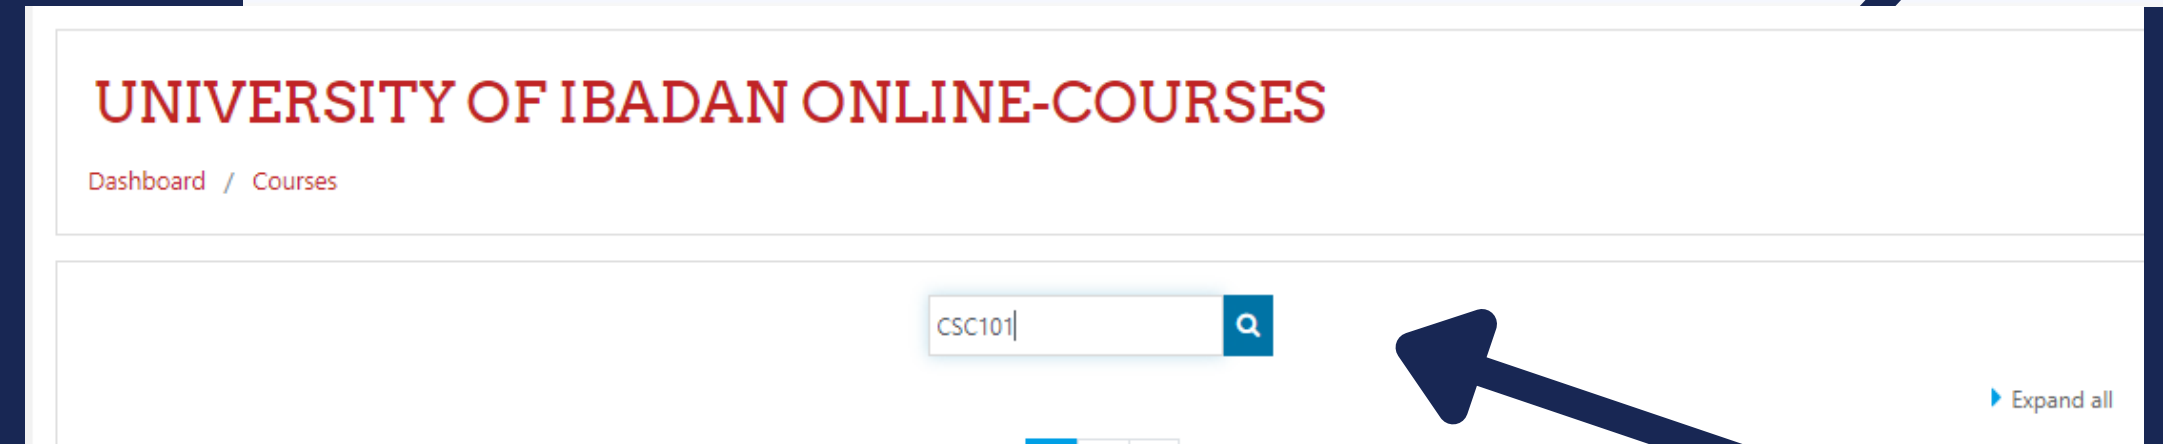 UNIVERSITY OF IBADAN ONLINE-COURSES
Dashboard / Courses
CSC101
Expand all